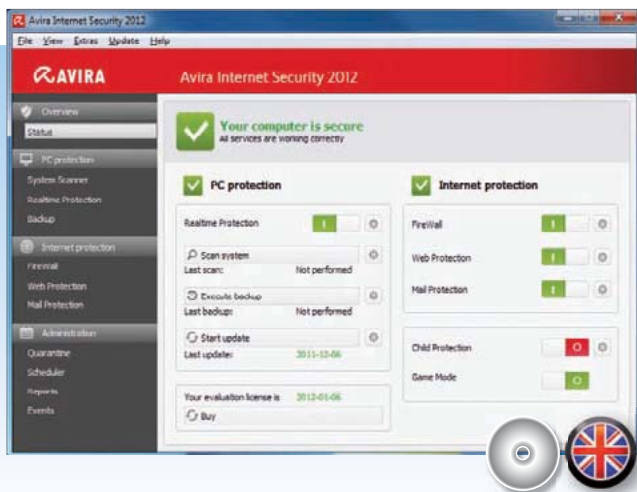 Avira Internet Security 2012
File View Extras Update Help
AVIRA Avira Internet Security 2012
Overview
Status
PC protection
System Scanner
Realtime Protection
Backup
Internet protection
FireWall
Web Protection
Mail Protection
Administration
Quarantine
Scheduler
Reports
Events
Your computer is secure
All services are working correctly
PC protection
Realtime Protection
Scan system
Last scan: Not performed
Execute backup
Last backup: Not performed
Start update
Last update: 2011-12-06
Your evaluation license is 2012-01-06
Buy
Internet protection
FireWall
Web Protection
Mail Protection
Child Protection
Game Mode